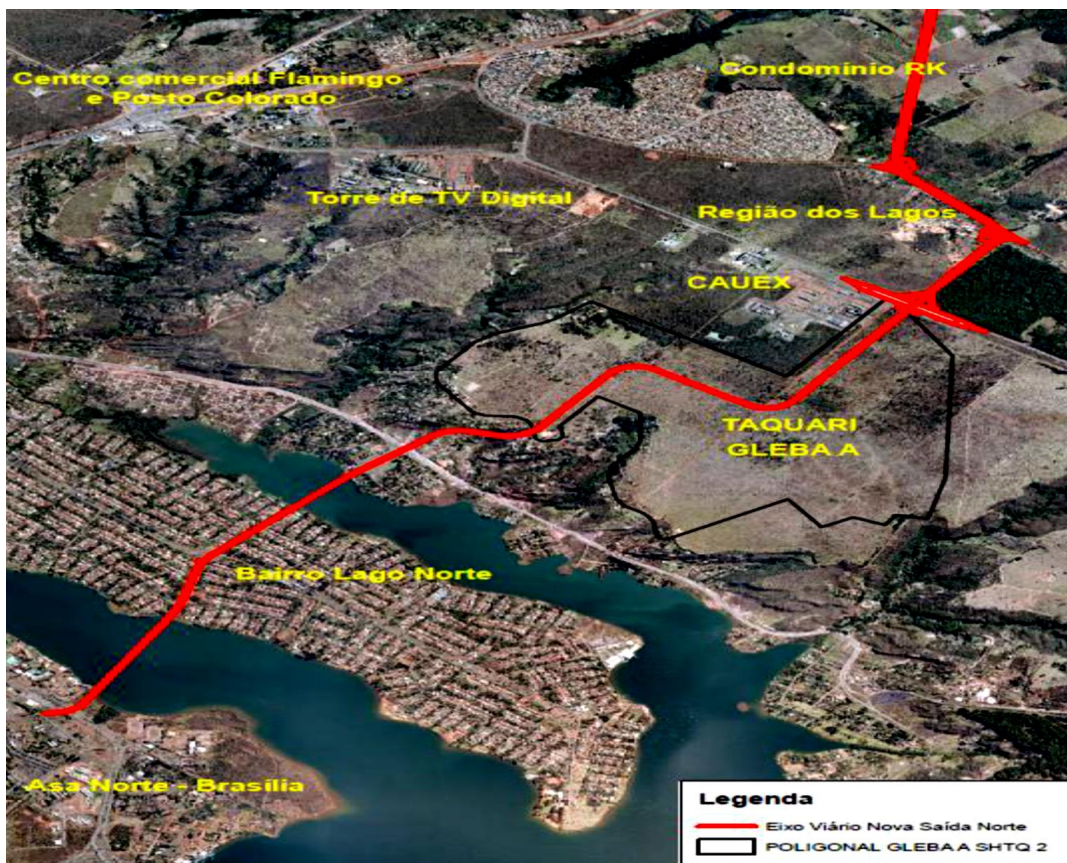 Centro comercial Flamingo
e Posto Colorado
Condomínio RK
Torre de TV Digital
Região dos Lagos
CAUEX
TAQUARI
GLEBA A
Bairro Lago Norte
Asa Norte - Brasília
Legenda
Eixo Viário Nova Saída Norte
POLIGONAL GLEBA A SHTQ 2